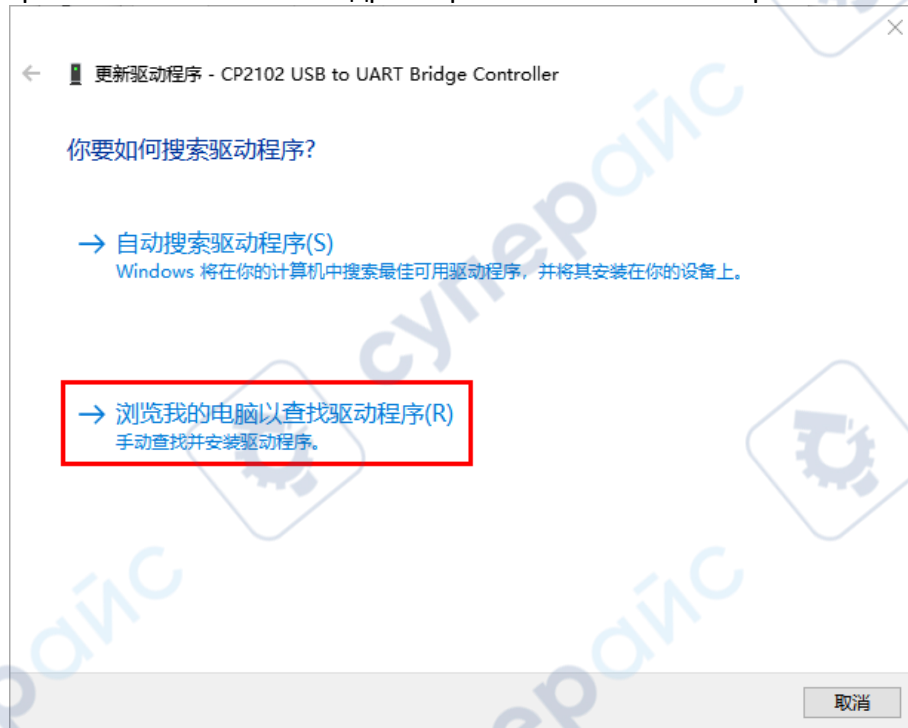 ← 更新驱动程序 - CP2102 USB to UART Bridge Controller
你要如何搜索驱动程序?
→ 自动搜索驱动程序(S)
Windows 将在你的计算机中搜索最佳可用驱动程序，并将其安装在你的设备上。
→ 浏览我的电脑以查找驱动程序(R)
手动查找并安装驱动程序。
取消
суперайс